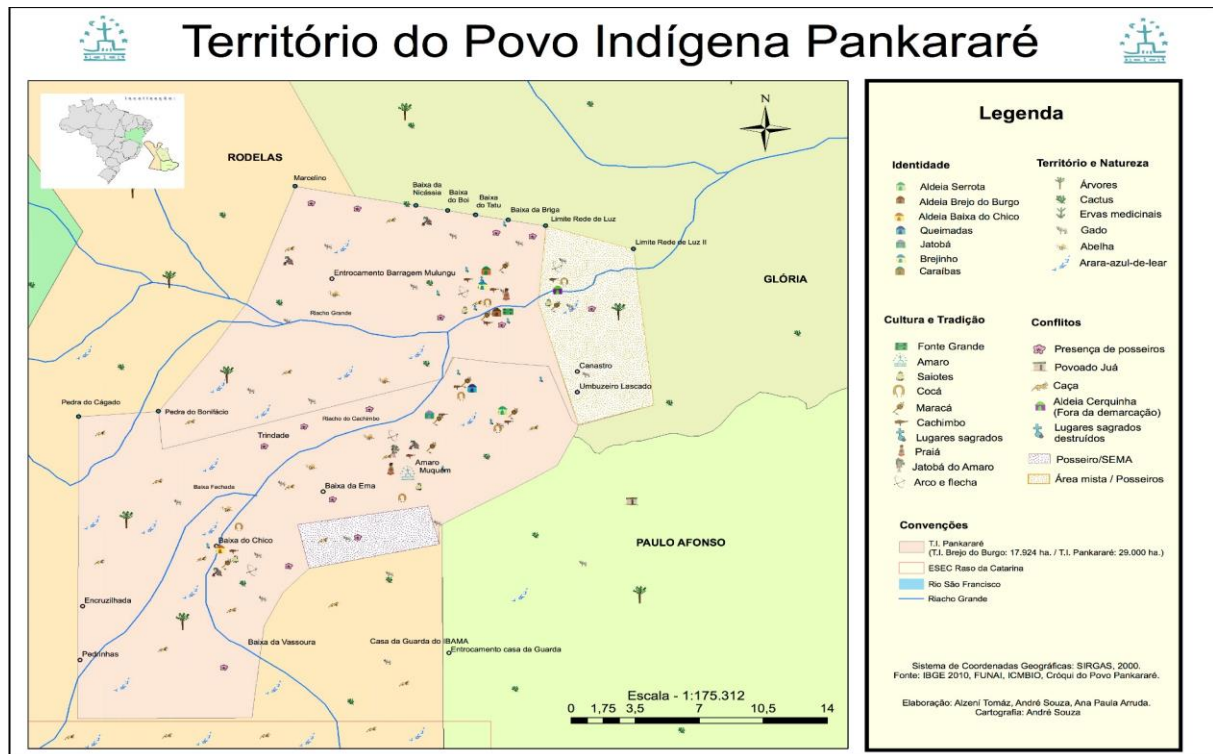 Território do Povo Indígena Pankararé
localização:
N
RODELAS
Marcelino
Baixa da Nicássia
Baixa do Boi
Baixa do Tatu
Baixa da Briga
Limite Rede de Luz
Limite Rede de Luz II
GLÓRIA
Entrocamento Barragem Mulungu
Riacho Grande
Canastro
Umbuzeiro Lascado
Pedra do Cágado
Pedra do Bonifácio
Riacho do Cachimbo
Trindade
Amaro
Muquém
Baixa Fechada
Baixa da Ema
Baixa do Chico
PAULO AFONSO
Encruzilhada
Pedrinhas
Baixa da Vassoura
Casa da Guarda do IBAMA
Entrocamento casa da Guarda
Escala - 1:175.312
0 1,75 3,5 7 10,5 14
Legenda
Identidade
Aldeia Serrota
Aldeia Brejo do Burgo
Aldeia Baixa do Chico
Queimadas
Jatobá
Brejinho
Caraíbas
Território e Natureza
Árvores
Cactus
Ervas medicinais
Gado
Abelha
Arara-azul-de-lear
Cultura e Tradição
Fonte Grande
Amaro
Saiotes
Cocá
Maracá
Cachimbo
Lugares sagrados
Praiá
Jatobá do Amaro
Arco e flecha
Conflitos
Presença de posseiros
Povoado Juá
Caça
Aldeia Cerquinha
(Fora da demarcação)
Lugares sagrados
destruídos
Posseiro/SEMA
Área mista / Posseiros
Convenções
T.I. Pankararé
(T.I. Brejo do Burgo: 17.924 ha. / T.I. Pankararé: 29.000 ha.)
ESEC Raso da Catarina
Rio São Francisco
Riacho Grande
Sistema de Coordenadas Geográficas: SIRGAS, 2000.
Fonte: IBGE 2010, FUNAI, ICMBIO, Cróqui do Povo Pankararé.
Elaboração: Alzení Tomáz, André Souza, Ana Paula Arruda.
Cartografia: André Souza